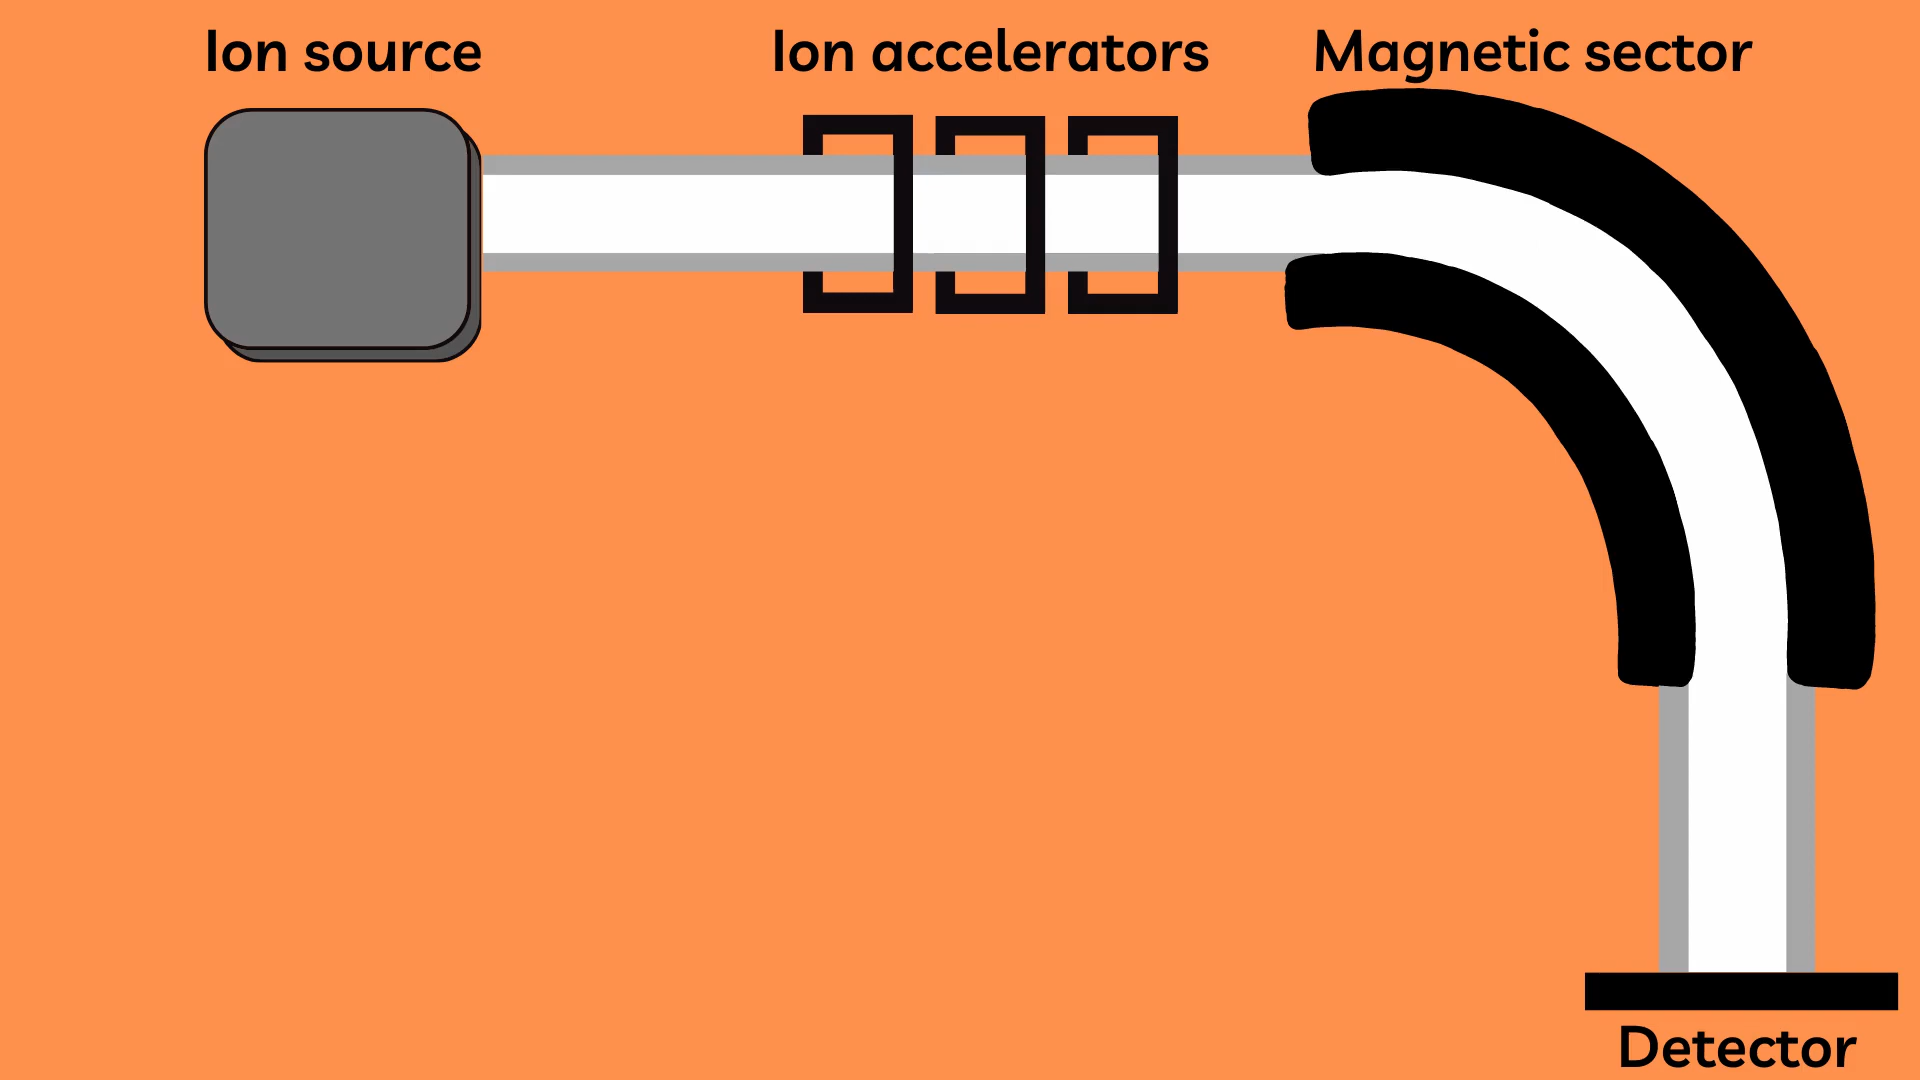 Ion source
Ion accelerators
Magnetic sector
Detector